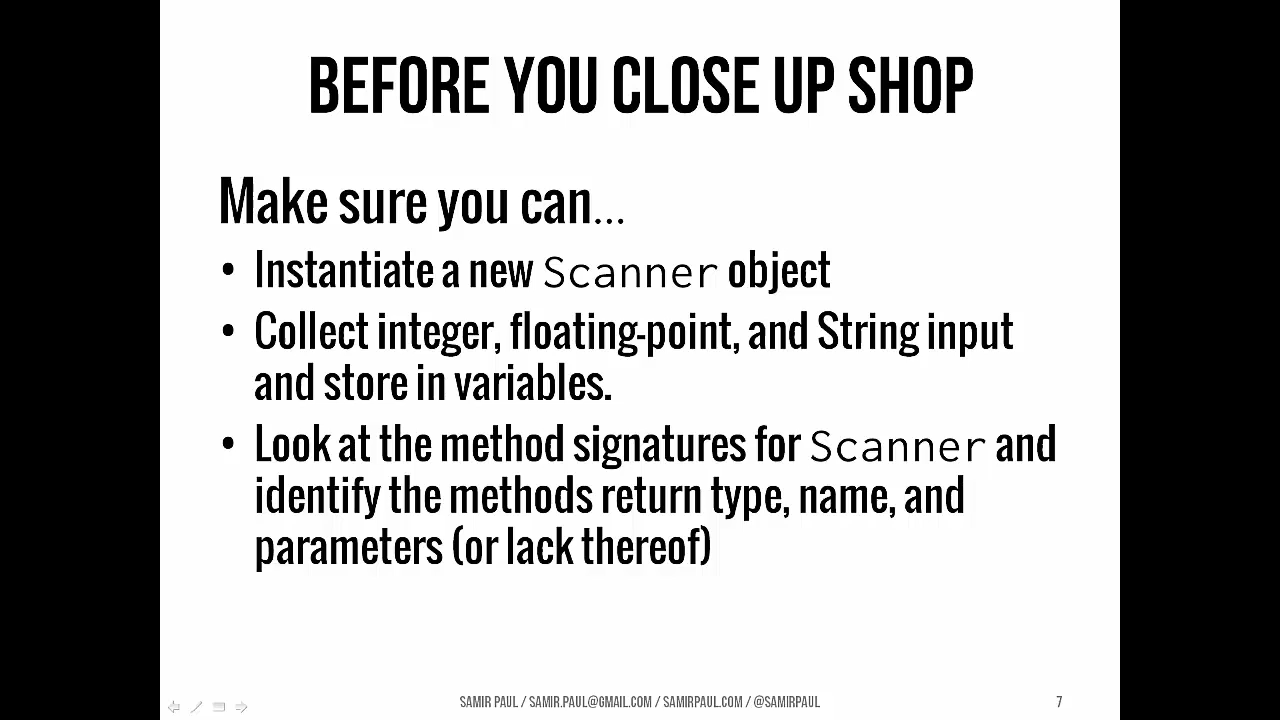 BEFORE YOU CLOSE UP SHOP
Make sure you can...
• Instantiate a new Scanner object
• Collect integer, floating-point, and String input
and store in variables.
• Look at the method signatures for Scanner and
identify the methods return type, name, and
parameters (or lack thereof)
SAMIR PAUL / SAMIR.PAUL@GMAIL.COM / SAMIRPAUL.COM / @SAMIRPAUL
7